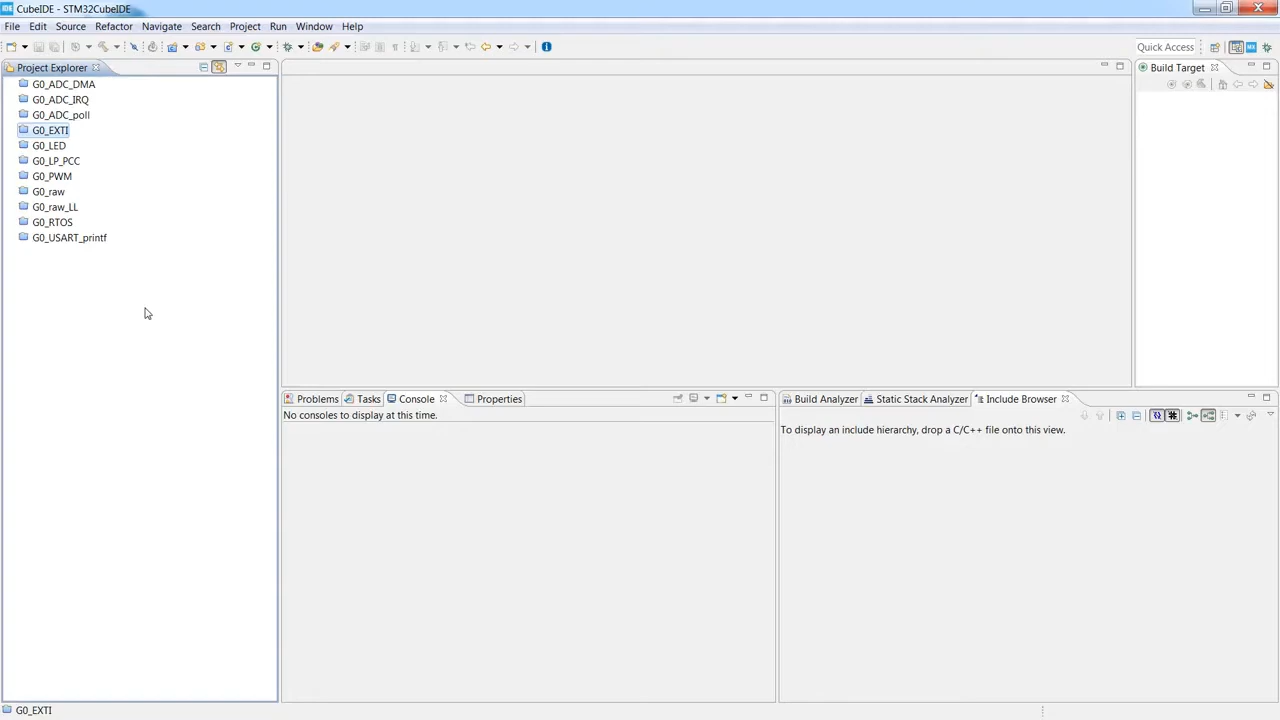 IDE CubeIDE - STM32CubeIDE
File Edit Source Refactor Navigate Search Project Run Window Help
Quick Access
MX
Project Explorer
Build Target
G0_ADC_DMA
G0_ADC_IRQ
G0_ADC_poll
G0_EXTI
G0_LED
G0_LP_PCC
G0_PWM
G0_raw
G0_raw_LL
G0_RTOS
G0_USART_printf
Problems Tasks Console Properties
No consoles to display at this time.
Build Analyzer Static Stack Analyzer Include Browser
To display an include hierarchy, drop a C/C++ file onto this view.
G0_EXTI